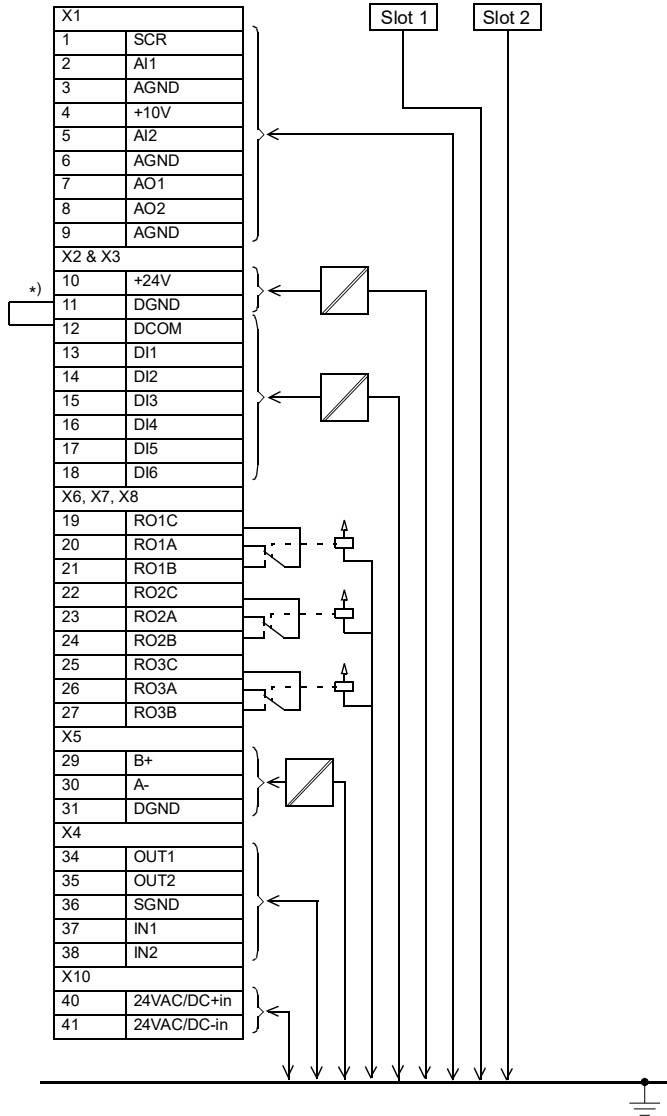 X1
Slot 1 Slot 2
1 SCR
2 AI1
3 AGND
4 +10V
5 AI2
6 AGND
7 AO1
8 AO2
9 AGND
X2 & X3
10 +24V
*)
11 DGND
12 DCOM
13 DI1
14 DI2
15 DI3
16 DI4
17 DI5
18 DI6
X6, X7, X8
19 RO1C
20 RO1A
21 RO1B
22 RO2C
23 RO2A
24 RO2B
25 RO3C
26 RO3A
27 RO3B
X5
29 B+
30 A-
31 DGND
X4
34 OUT1
35 OUT2
36 SGND
37 IN1
38 IN2
X10
40 24VAC/DC+in
41 24VAC/DC-in